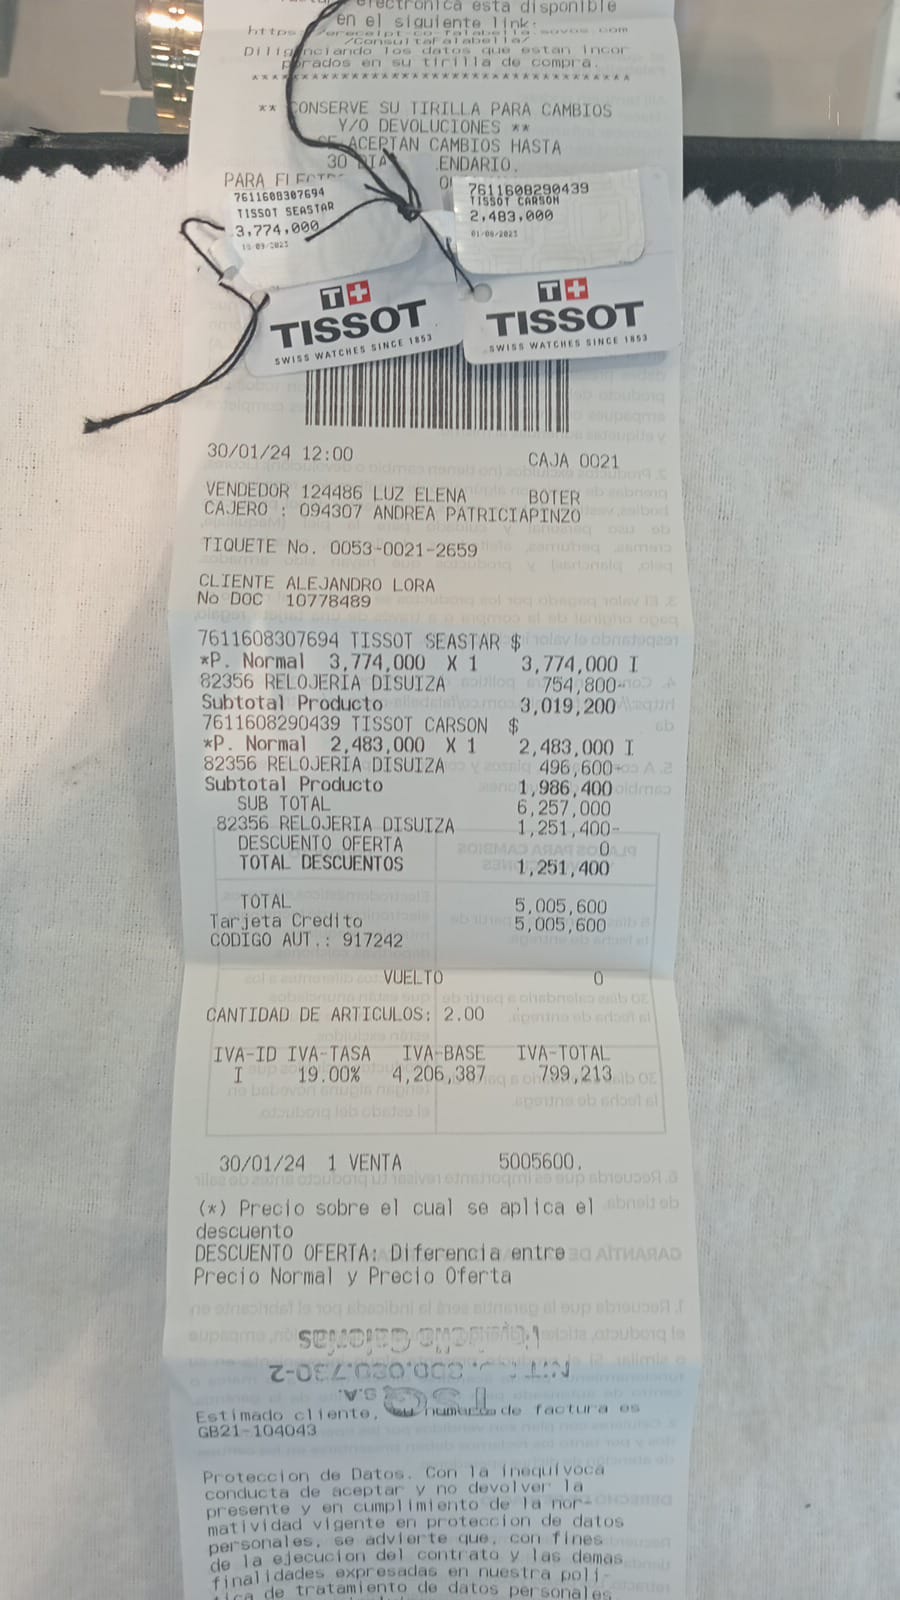 electronica esta disponible
en el siguiente link:
/ConsultaFalabella/
Diligenciando los datos que estan incor
porados en su tirilla de compra.
****************************************
** CONSERVE SU TIRILLA PARA CAMBIOS
Y/O DEVOLUCIONES **
SE ACEPTAN CAMBIOS HASTA
30
PARA
7611608307694
TISSOT SEASTAR
3,774,000
7611608290439
TISSOT CARSON
2,483,000
01/08/2023
T+
TISSOT
SWISS WATCHES SINCE 1853
T+
TISSOT
SWISS WATCHES SINCE 1853
30/01/24 12:00 CAJA 0021
VENDEDOR 124486 LUZ ELENA BOTER
CAJERO : 094307 ANDREA PATRICIAPINZO
TIQUETE No. 0053-0021-2659
CLIENTE ALEJANDRO LORA
No DOC 10778489
7611608307694 TISSOT SEASTAR $
*P. Normal 3,774,000 X 1 3,774,000 I
82356 RELOJERIA DISUIZA 754,800-
Subtotal Producto 3,019,200
7611608290439 TISSOT CARSON $
*P. Normal 2,483,000 X 1 2,483,000 I
82356 RELOJERIA DISUIZA 496,600-
Subtotal Producto 1,986,400
SUB TOTAL 6,257,000
82356 RELOJERIA DISUIZA 1,251,400-
DESCUENTO OFERTA 0
TOTAL DESCUENTOS 1,251,400
TOTAL 5,005,600
Tarjeta Credito 5,005,600
CODIGO AUT.: 917242
VUELTO 0
CANTIDAD DE ARTICULOS: 2.00
IVA-ID IVA-TASA IVA-BASE IVA-TOTAL
I 19.00% 4,206,387 799,213
30/01/24 1 VENTA 5005600.
(*) Precio sobre el cual se aplica el
descuento
DESCUENTO OFERTA: Diferencia entre
Precio Normal y Precio Oferta
Estimado cliente, su numero de factura es
GB21-104043
Proteccion de Datos. Con la inequivoca
conducta de aceptar y no devolver la
presente y en cumplimiento de la nor-
matividad vigente en proteccion de datos
personales, se advierte que, con fines
de la ejecucion del contrato y las demas
finalidades expresadas en nuestra poli-
tica de tratamiento de datos personales